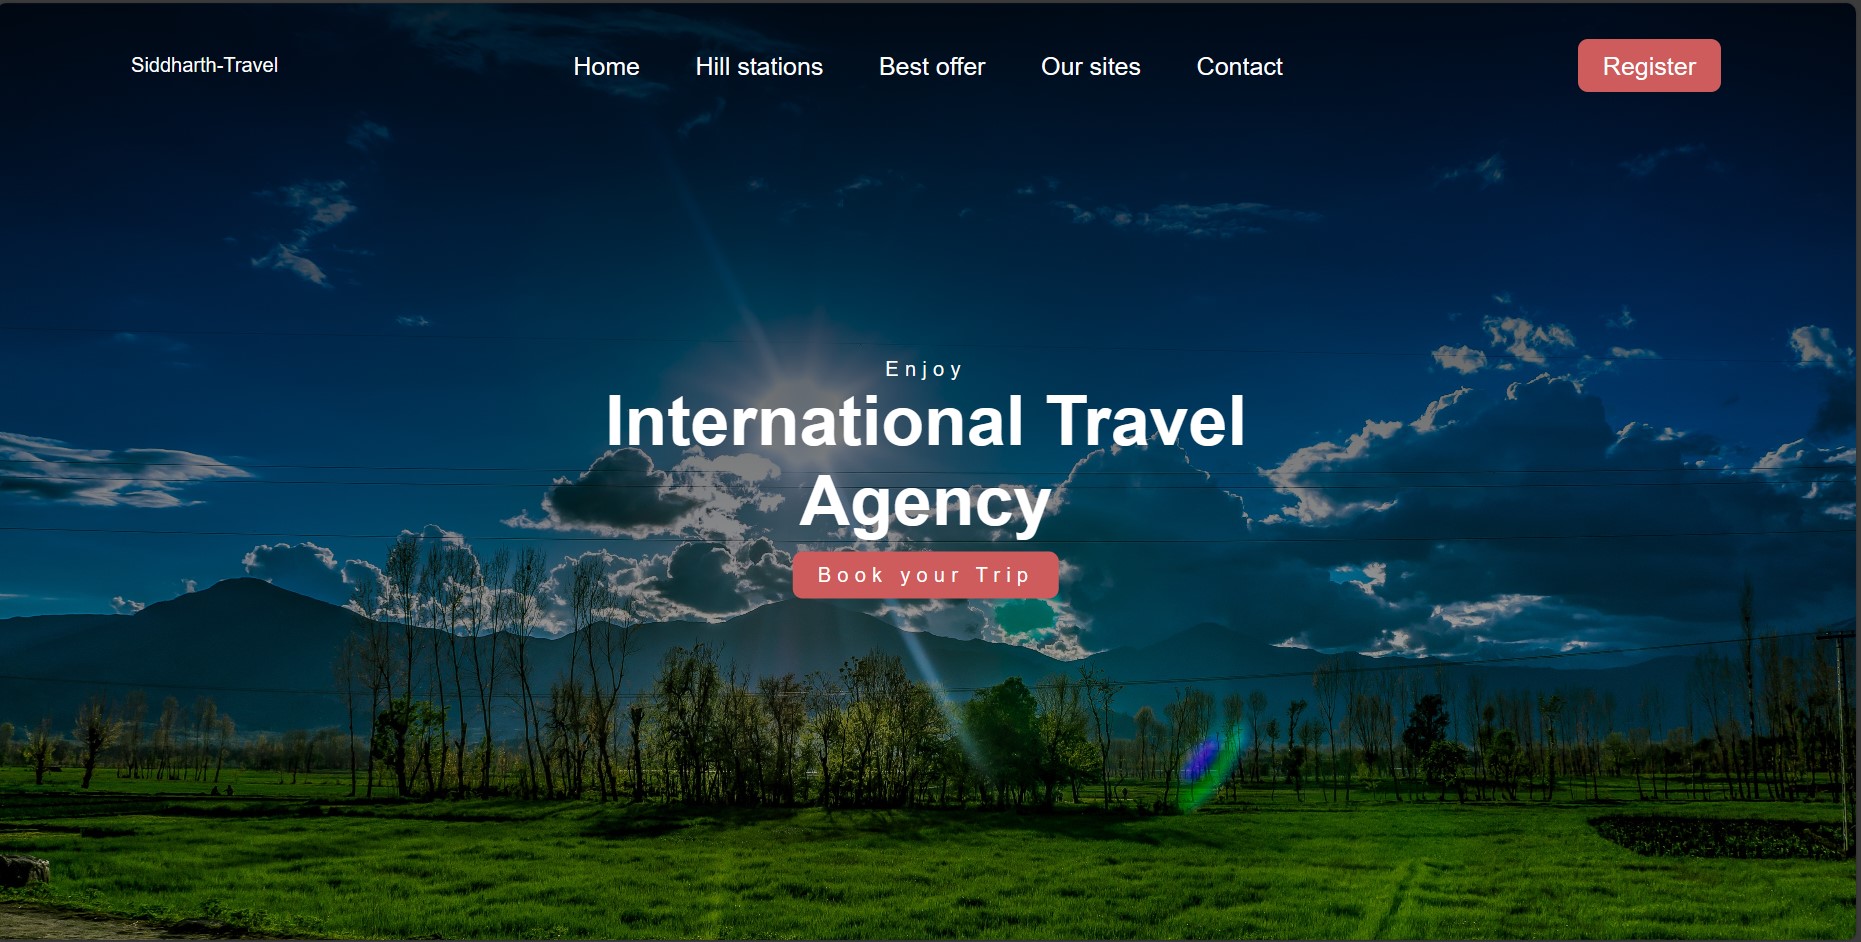 Siddharth-Travel
Home
Hill stations
Best offer
Our sites
Contact
Register
Enjoy
International Travel
Agency
Book your Trip